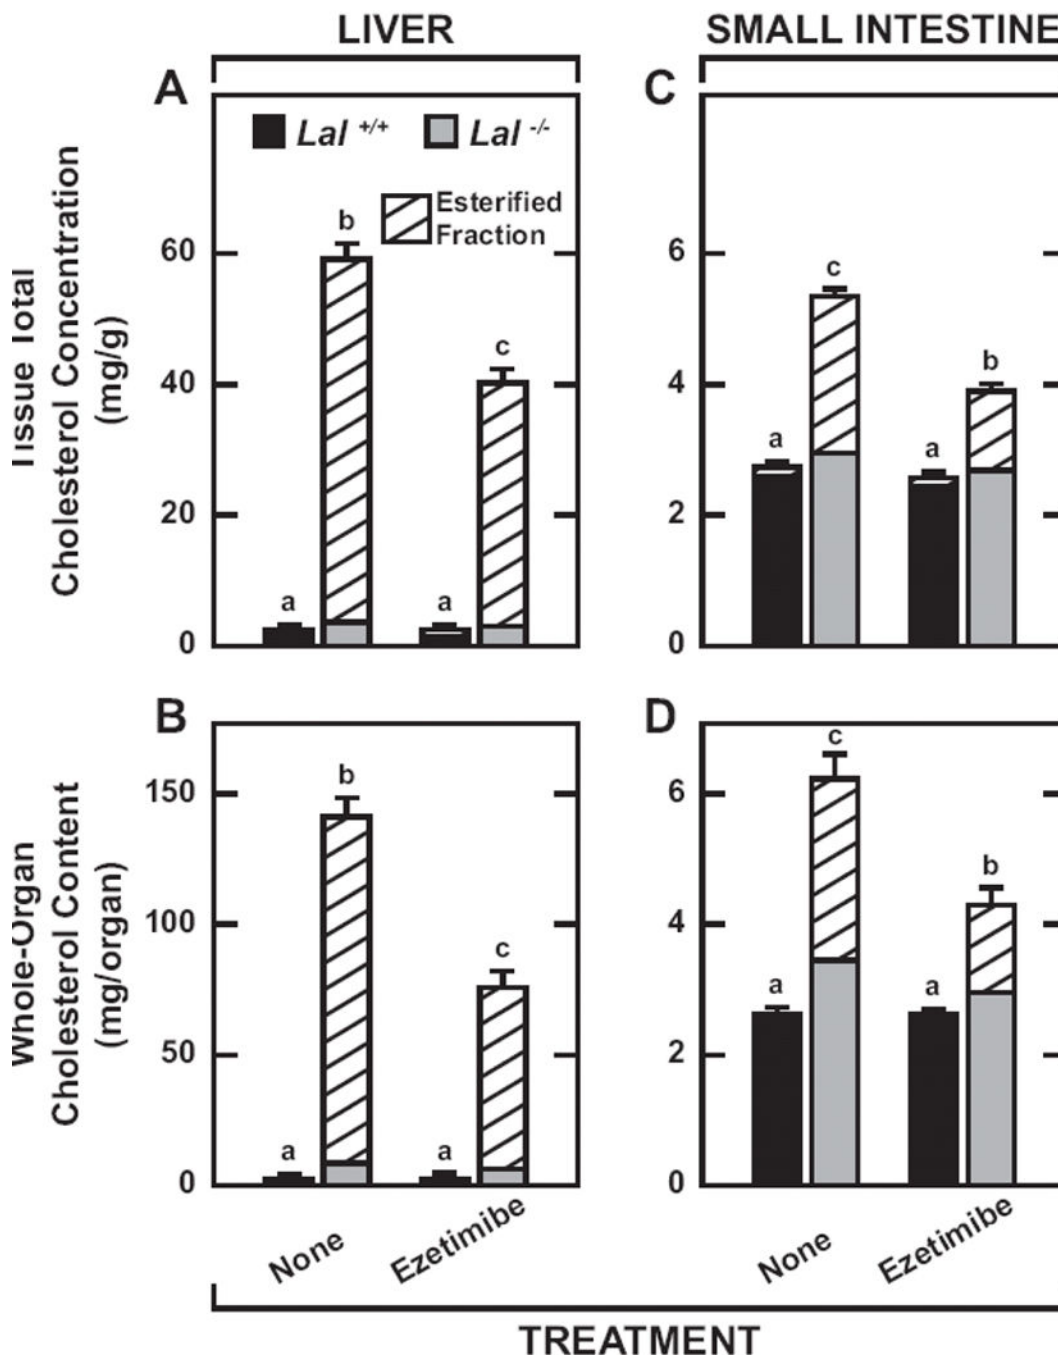 LIVER
SMALL INTESTINE
A
C
Lal +/+
Lal -/-
Esterified
Fraction
Tissue Total
Cholesterol Concentration
(mg/g)
60
40
20
0
b
c
a
a
6
4
2
0
c
b
a
a
B
D
Whole-Organ
Cholesterol Content
(mg/organ)
150
100
50
0
b
c
a
a
6
4
2
0
c
b
a
a
None
Ezetimibe
None
Ezetimibe
TREATMENT